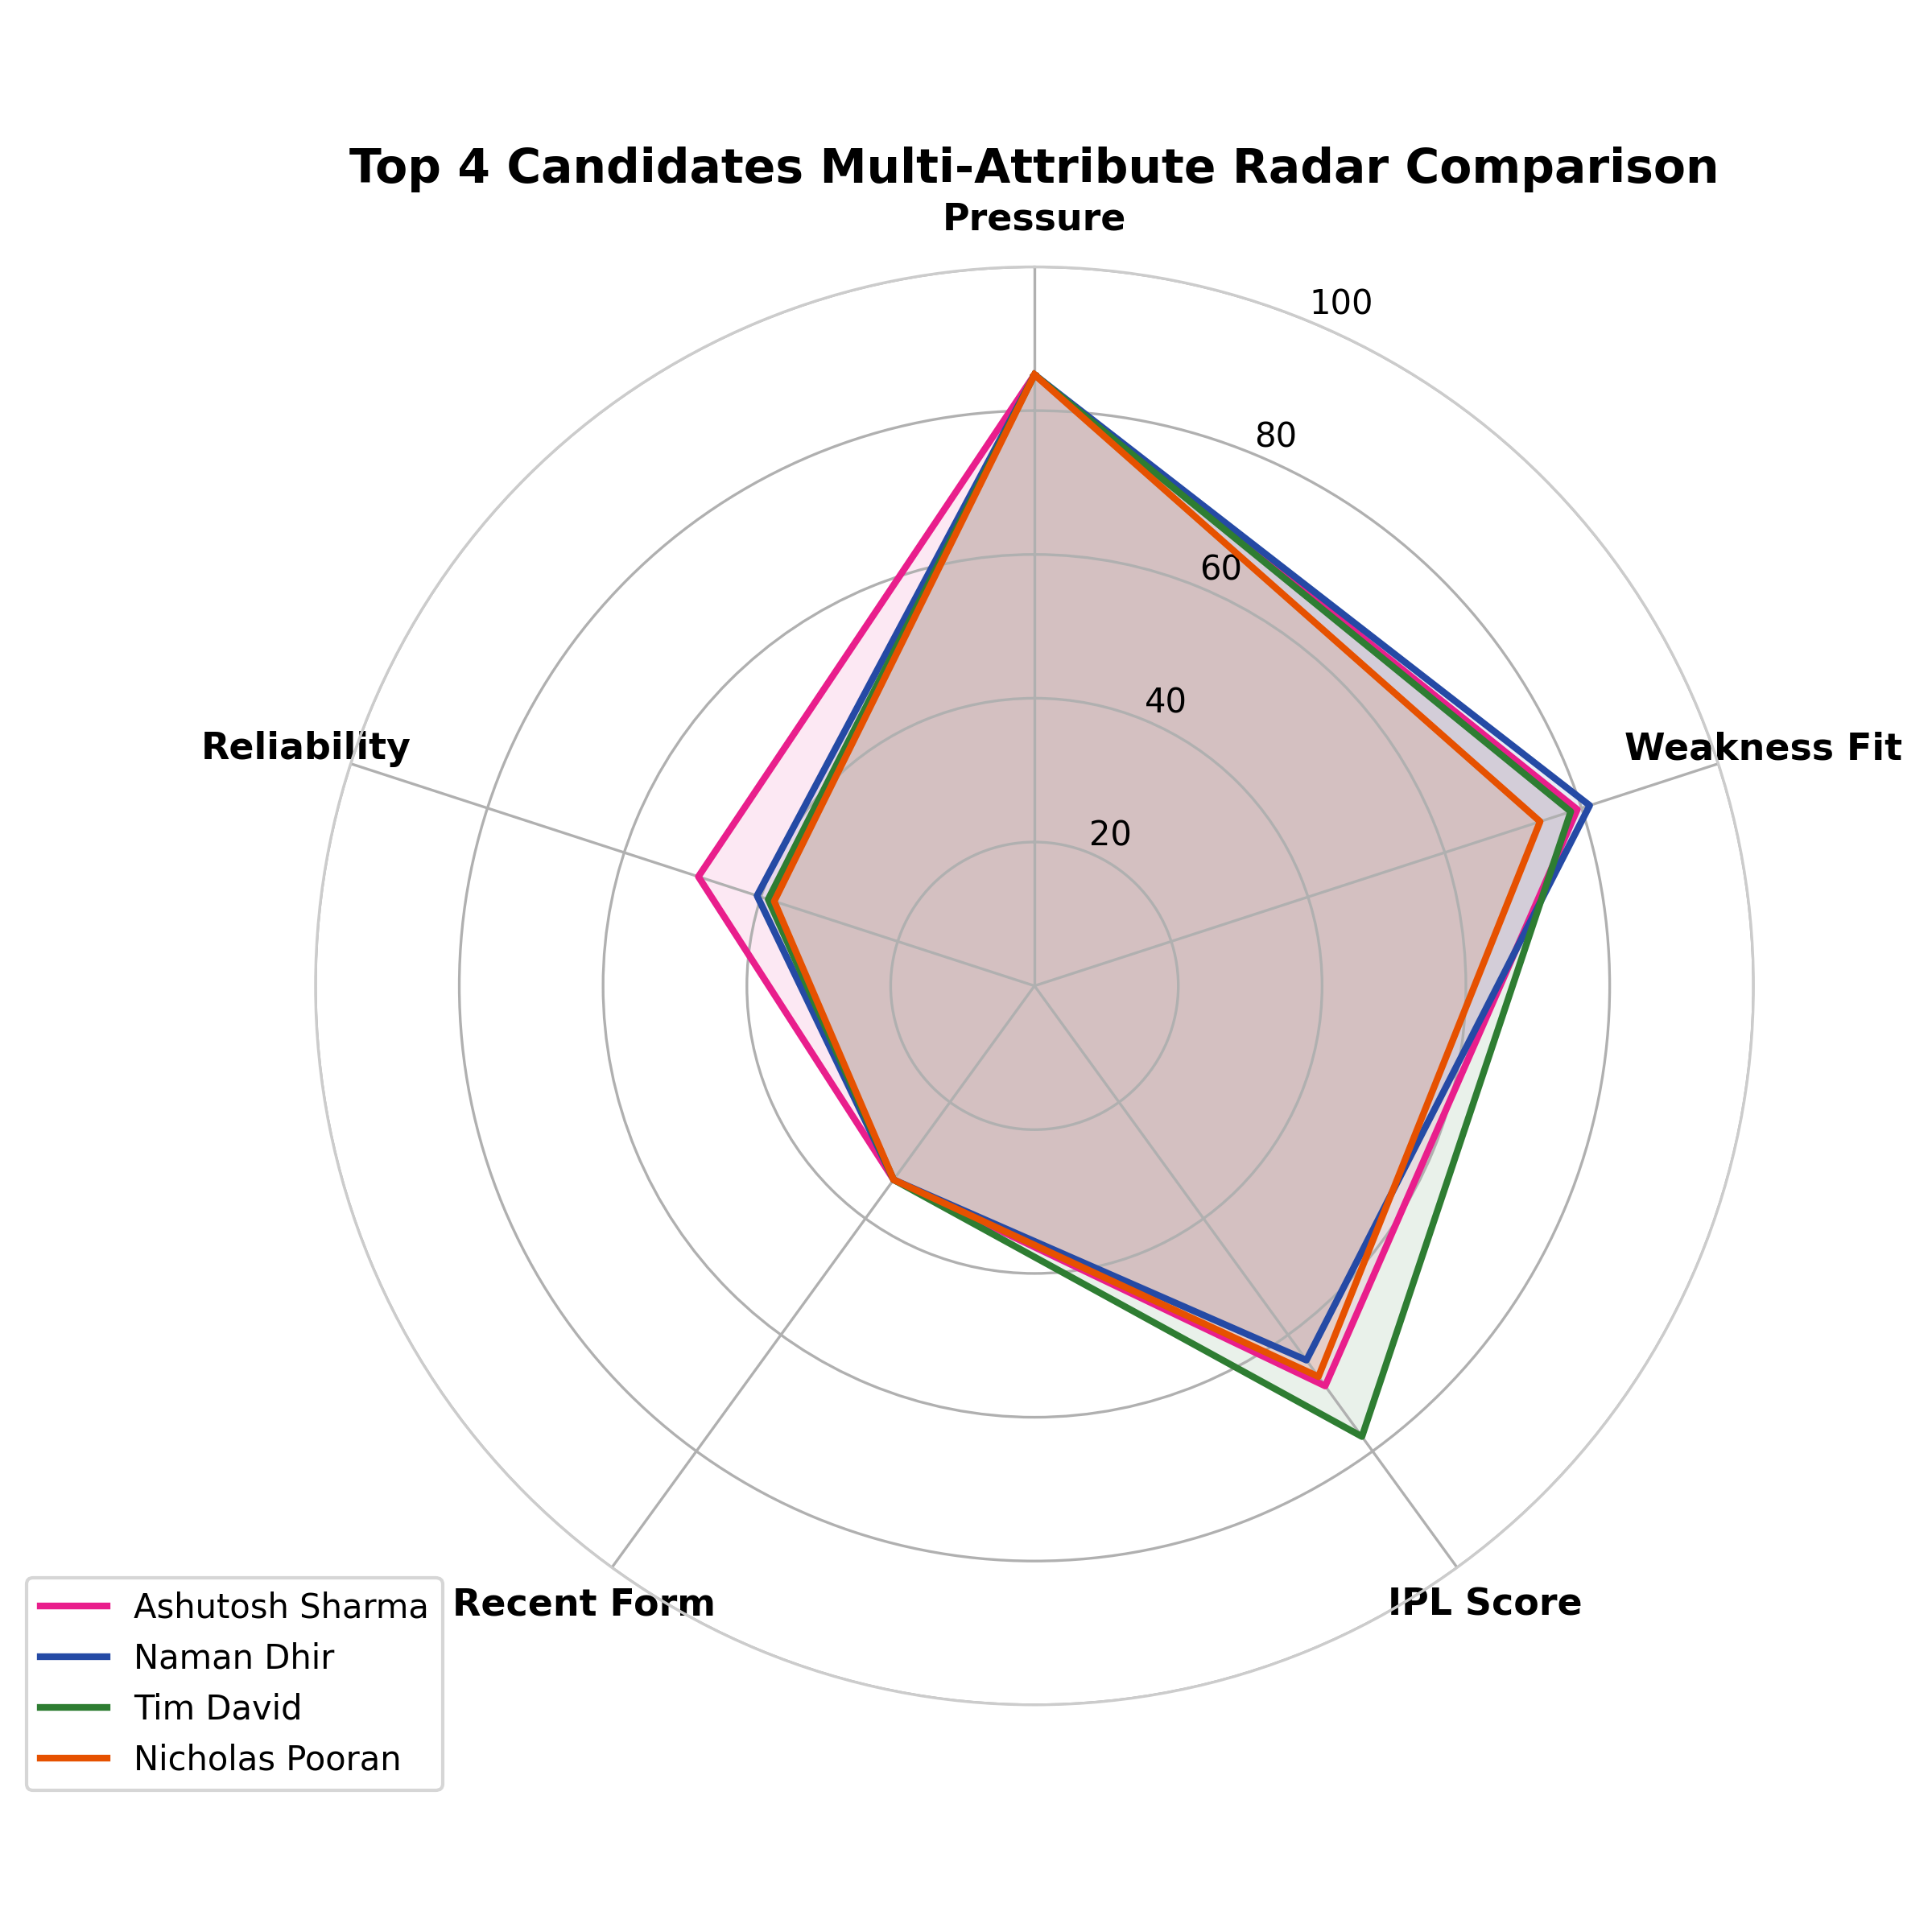 Top 4 Candidates Multi-Attribute Radar Comparison
Pressure
100
80
60
40
20
Reliability
Weakness Fit
Recent Form
IPL Score
Ashutosh Sharma
Naman Dhir
Tim David
Nicholas Pooran